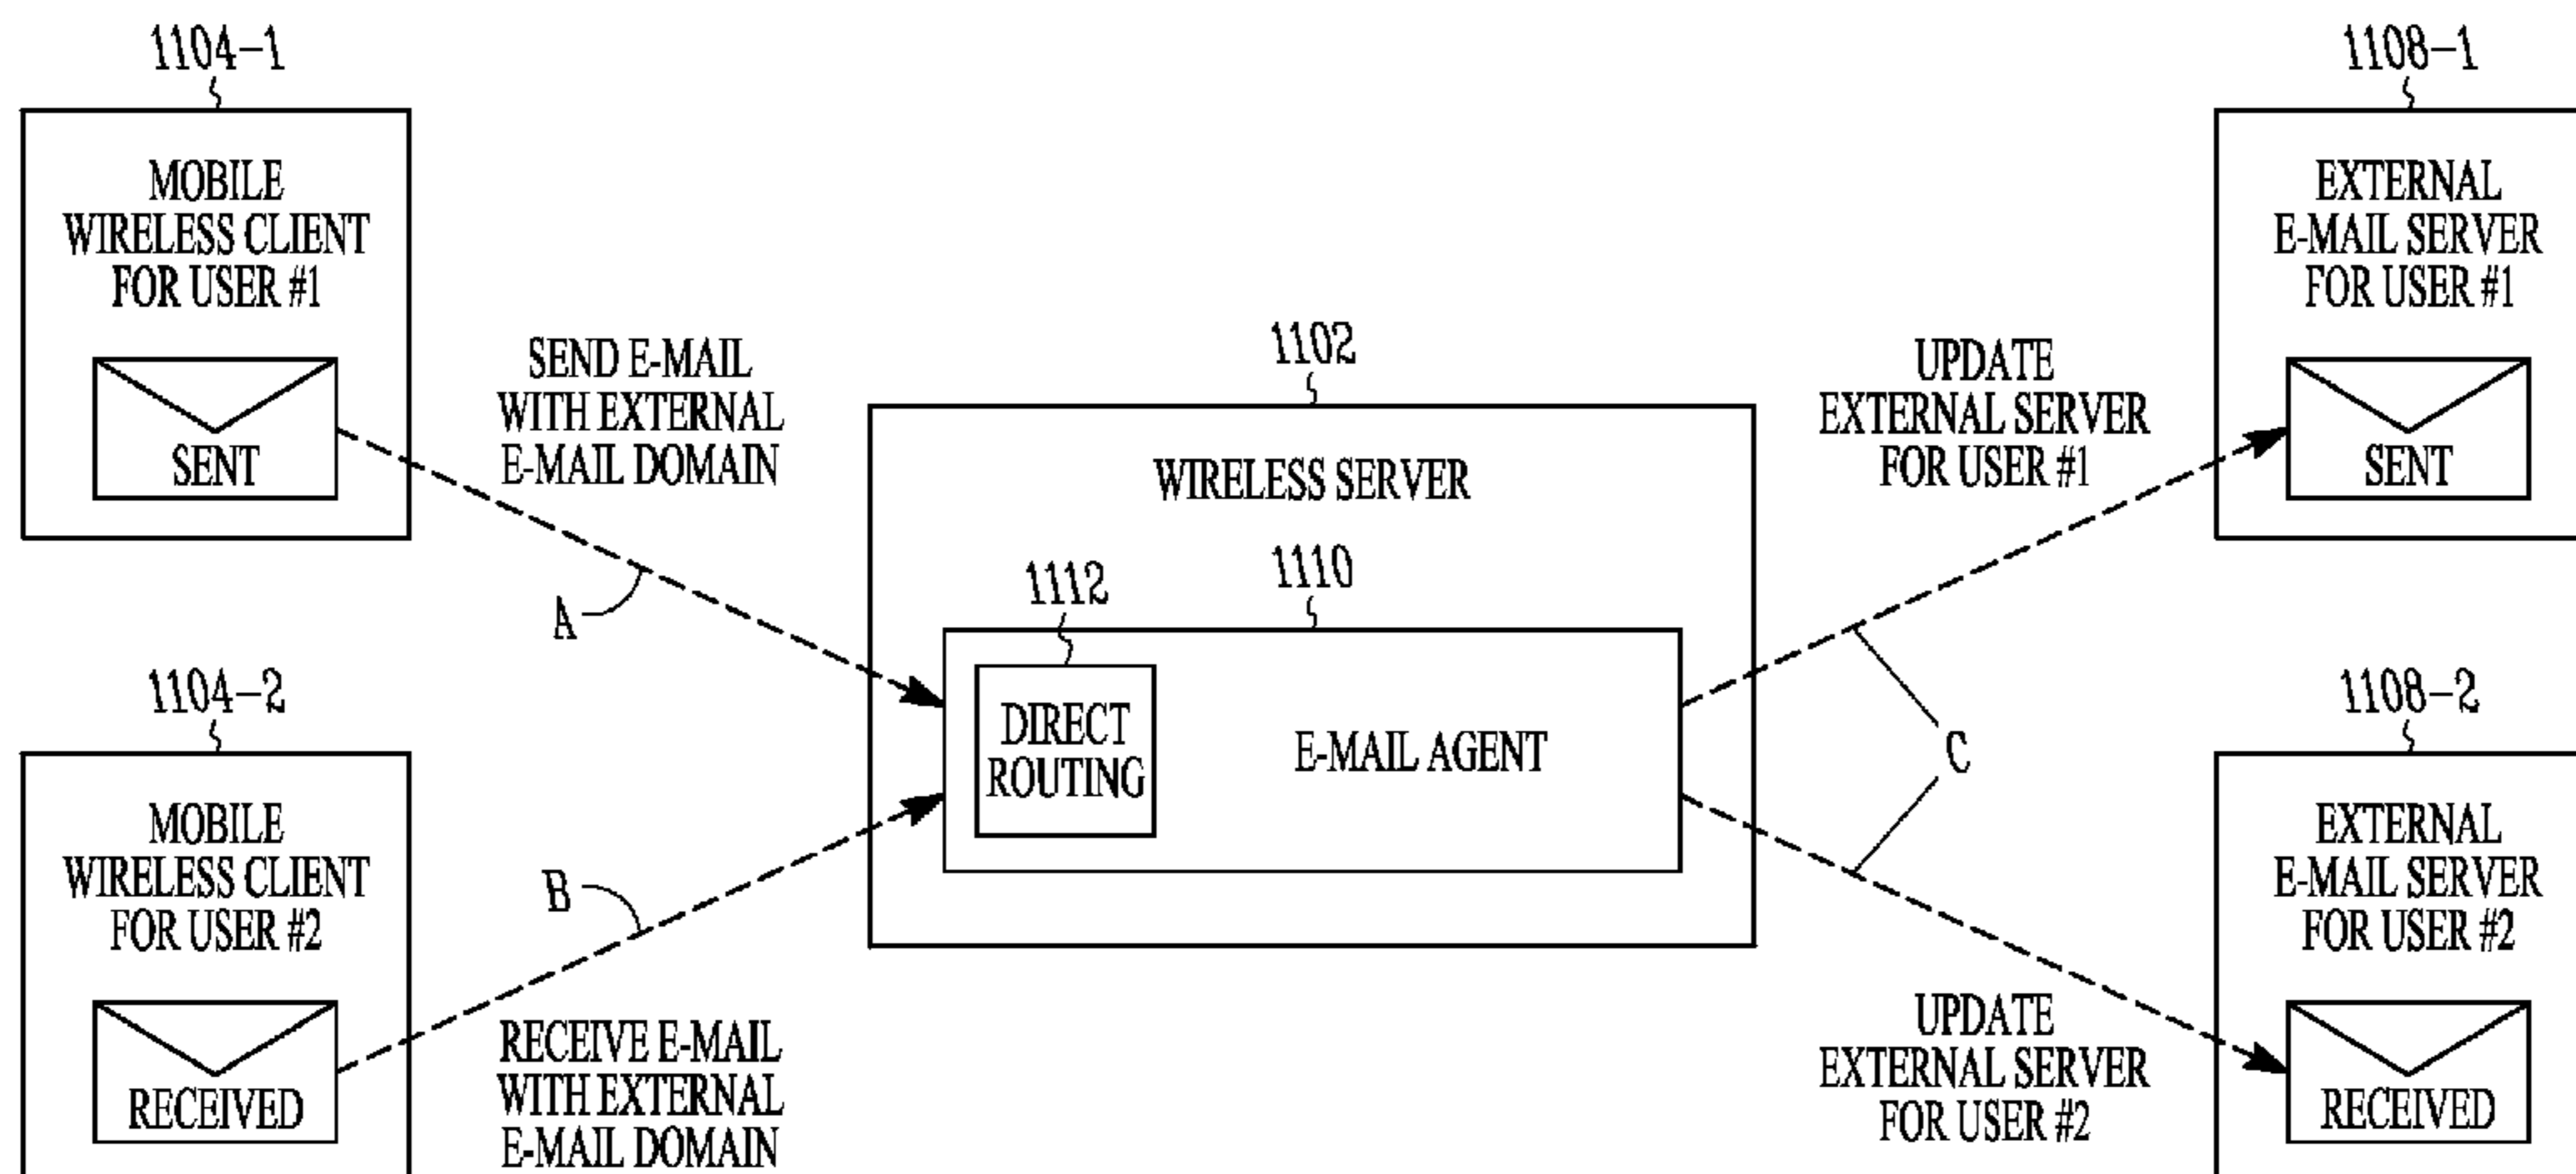 1104-1
MOBILE
WIRELESS CLIENT
FOR USER #1
SENT
SEND E-MAIL
WITH EXTERNAL
E-MAIL DOMAIN
A
1104-2
MOBILE
WIRELESS CLIENT
FOR USER #2
RECEIVED
B
RECEIVE E-MAIL
WITH EXTERNAL
E-MAIL DOMAIN
1102
WIRELESS SERVER
1110
1112
DIRECT
ROUTING
E-MAIL AGENT
UPDATE
EXTERNAL SERVER
FOR USER #1
C
UPDATE
EXTERNAL SERVER
FOR USER #2
1108-1
EXTERNAL
E-MAIL SERVER
FOR USER #1
SENT
1108-2
EXTERNAL
E-MAIL SERVER
FOR USER #2
RECEIVED